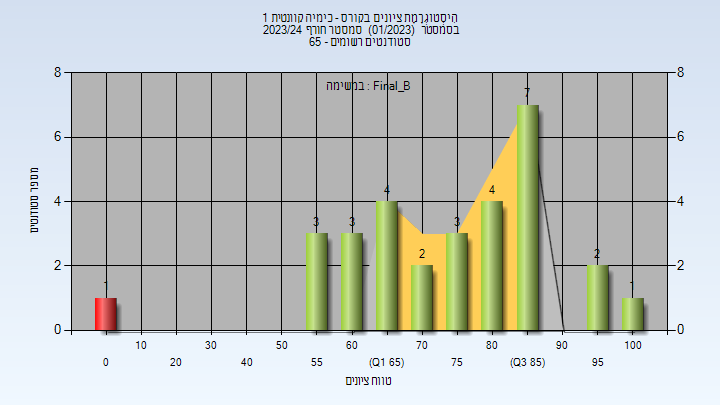 היסטוגרמת ציונים בקורס - כימיה קוונטית 1
בסמסטר (01/2023) סמסטר חורף 2023/24
סטודנטים רשומים - 65
במשימה : Final_B
8 8
6 6
4 4
2 2
0 0
מספר סטודנטים
1 3 3 4 2 3 4 7 2 1
10 30 50 60 70 80 90 100
0 20 40 55 (Q1 65) 75 (Q3 85) 95
טווח ציונים